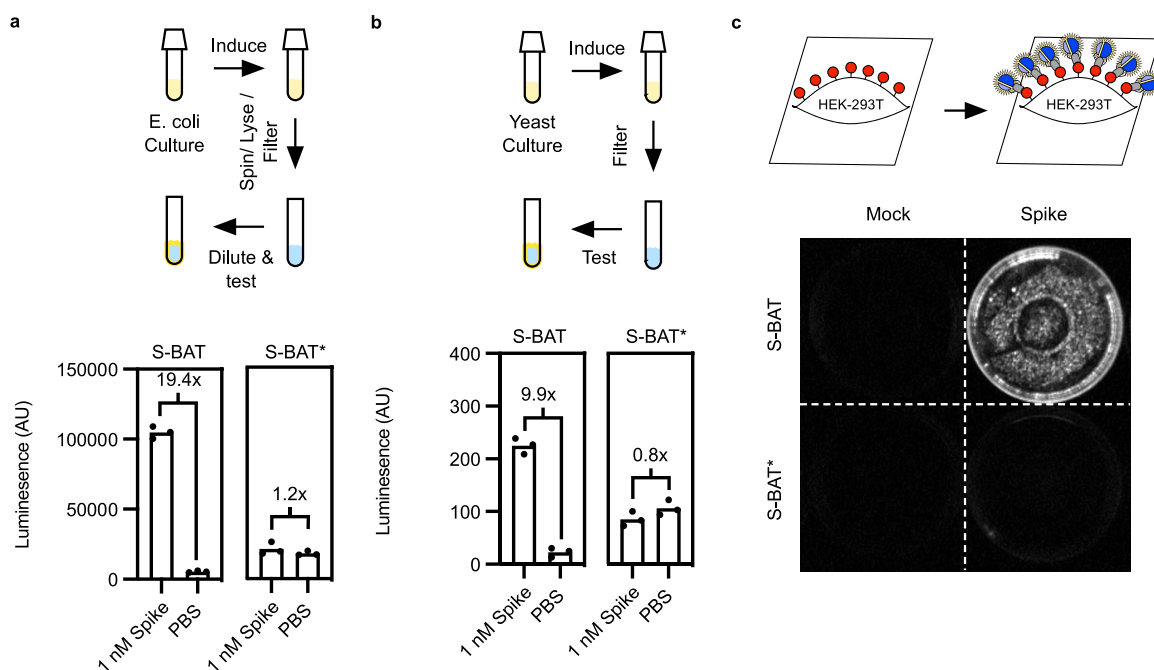 a
Induce
E. coli
Culture
Spin/ Lyse /
Filter
Dilute &
test
S-BAT
S-BAT*
150000
100000
50000
0
Luminesence (AU)
19.4x
1.2x
1 nM Spike
PBS
1 nM Spike
PBS
b
Induce
Yeast
Culture
Filter
Test
S-BAT
S-BAT*
400
300
200
100
0
Luminesence (AU)
9.9x
0.8x
1 nM Spike
PBS
1 nM Spike
PBS
c
HEK-293T
HEK-293T
Mock
Spike
S-BAT
S-BAT*